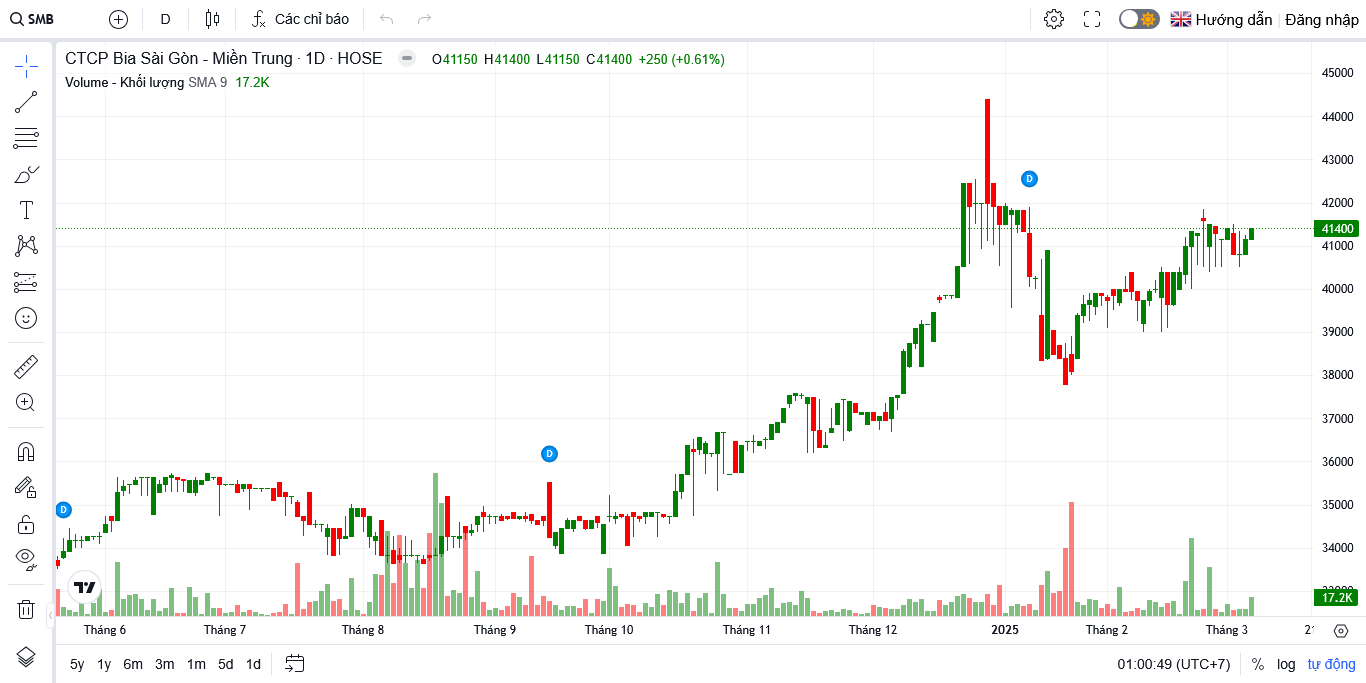 SMB D Các chỉ báo Hướng dẫn Đăng nhập
CTCP Bia Sài Gòn - Miền Trung · 1D · HOSE O41150 H41400 L41150 C41400 +250 (+0.61%)
Volume - Khối lượng SMA 9 17.2K
45000
44000
43000
D
42000
41400
41000
40000
39000
38000
37000
D
36000
D
35000
34000
17.2K
Tháng 6 Tháng 7 Tháng 8 Tháng 9 Tháng 10 Tháng 11 Tháng 12 2025 Tháng 2 Tháng 3
5y 1y 6m 3m 1m 5d 1d 01:00:49 (UTC+7) % log tự động